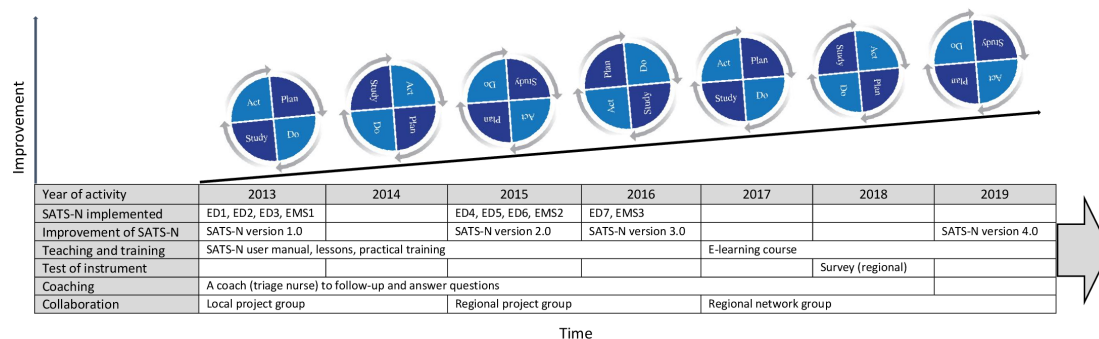 Improvement
Act Plan Study Do
Study Act Do Plan
Do Study Plan Act
Plan Do Act Study
Act Plan Study Do
Study Act Do Plan
Do Study Plan Act
Year of activity 2013 2014 2015 2016 2017 2018 2019
SATS-N implemented ED1, ED2, ED3, EMS1 ED4, ED5, ED6, EMS2 ED7, EMS3
Improvement of SATS-N SATS-N version 1.0 SATS-N version 2.0 SATS-N version 3.0 SATS-N version 4.0
Teaching and training SATS-N user manual, lessons, practical training E-learning course
Test of instrument Survey (regional)
Coaching A coach (triage nurse) to follow-up and answer questions
Collaboration Local project group Regional project group Regional network group
Time